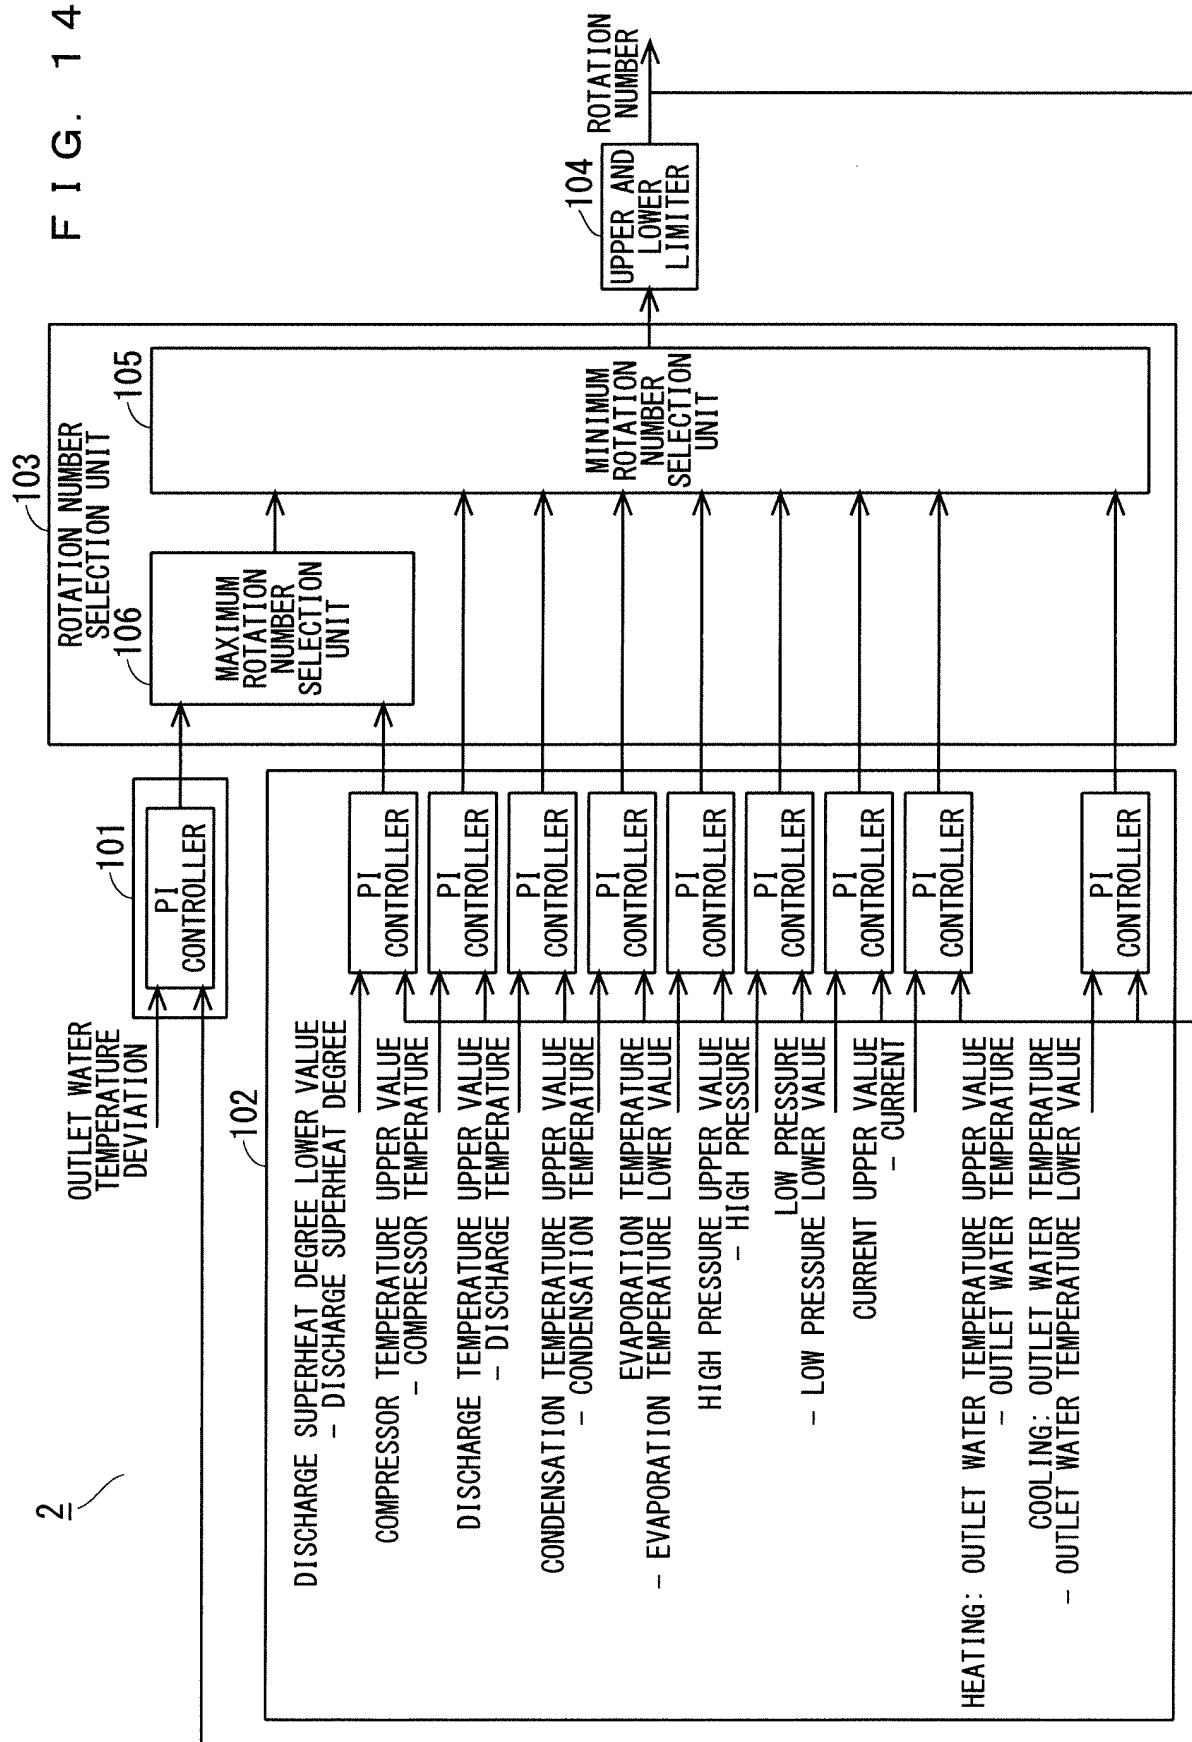 FIG. 14
2
103
ROTATION NUMBER
SELECTION UNIT
OUTLET WATER
TEMPERATURE
DEVIATION
101
PI
CONTROLLER
106
MAXIMUM
ROTATION
NUMBER
SELECTION
UNIT
105
MINIMUM
ROTATION
NUMBER
SELECTION
UNIT
104
UPPER AND
LOWER
LIMITER
ROTATION
NUMBER
102
DISCHARGE SUPERHEAT DEGREE LOWER VALUE
- DISCHARGE SUPERHEAT DEGREE
PI
CONTROLLER
COMPRESSOR TEMPERATURE UPPER VALUE
- COMPRESSOR TEMPERATURE
PI
CONTROLLER
DISCHARGE TEMPERATURE UPPER VALUE
- DISCHARGE TEMPERATURE
PI
CONTROLLER
CONDENSATION TEMPERATURE UPPER VALUE
- CONDENSATION TEMPERATURE
PI
CONTROLLER
EVAPORATION TEMPERATURE
- EVAPORATION TEMPERATURE LOWER VALUE
PI
CONTROLLER
HIGH PRESSURE UPPER VALUE
- HIGH PRESSURE
PI
CONTROLLER
LOW PRESSURE
- LOW PRESSURE LOWER VALUE
PI
CONTROLLER
CURRENT UPPER VALUE
- CURRENT
PI
CONTROLLER
HEATING: OUTLET WATER TEMPERATURE UPPER VALUE
- OUTLET WATER TEMPERATURE
COOLING: OUTLET WATER TEMPERATURE
- OUTLET WATER TEMPERATURE LOWER VALUE
PI
CONTROLLER